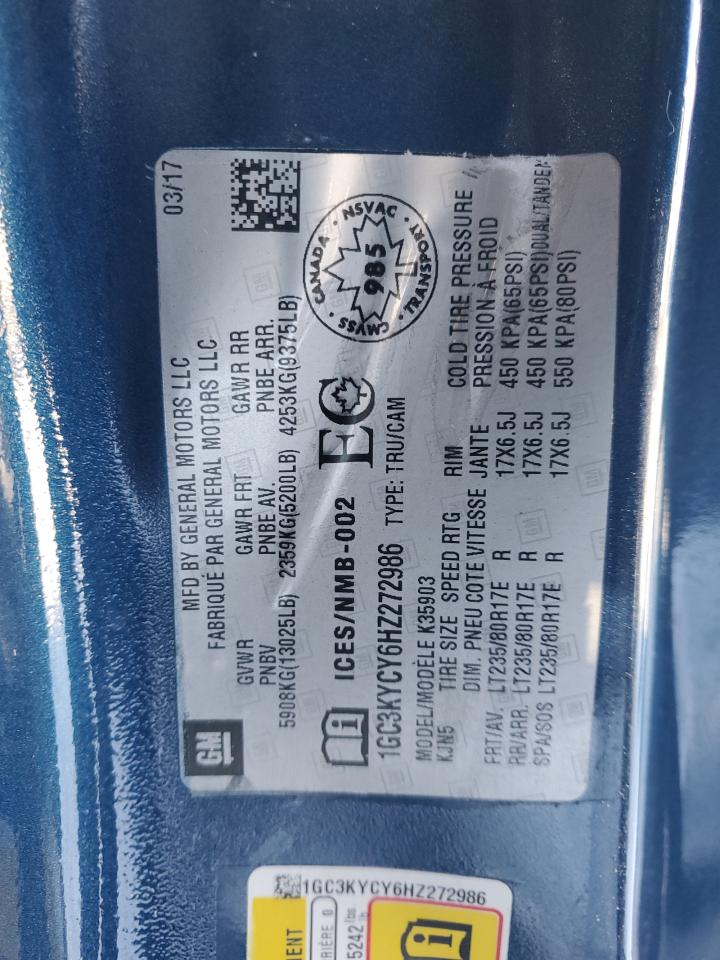 MFD BY GENERAL MOTORS LLC 03/17
FABRIQUÉ PAR GENERAL MOTORS LLC
GM
GVWR GAWR FRT GAWR RR
PNBV PNBE AV. PNBE ARR.
5908KG(13025LB) 2359KG(5200LB) 4253KG(9375LB)
CANADA · NSVAC · TRANSPORT · CMVSS ·
985
ICES/NMB-002 EC
1GC3KYCY6HZ272986 TYPE: TRU/CAM
MODEL/MODÈLE K35903
KJN5 TIRE SIZE SPEED RTG RIM COLD TIRE PRESSURE
DIM. PNEU COTE VITESSE JANTE PRESSION À FROID
FRT/AV. LT235/80R17E R 17X6.5J 450 KPA(65PSI)
RR/ARR. LT235/80R17E R 17X6.5J 450 KPA(65PSI)DUAL/TANDEM
SPA/SOS LT235/80R17E R 17X6.5J 550 KPA(80PSI)
1GC3KYCY6HZ272986
5242 lbs